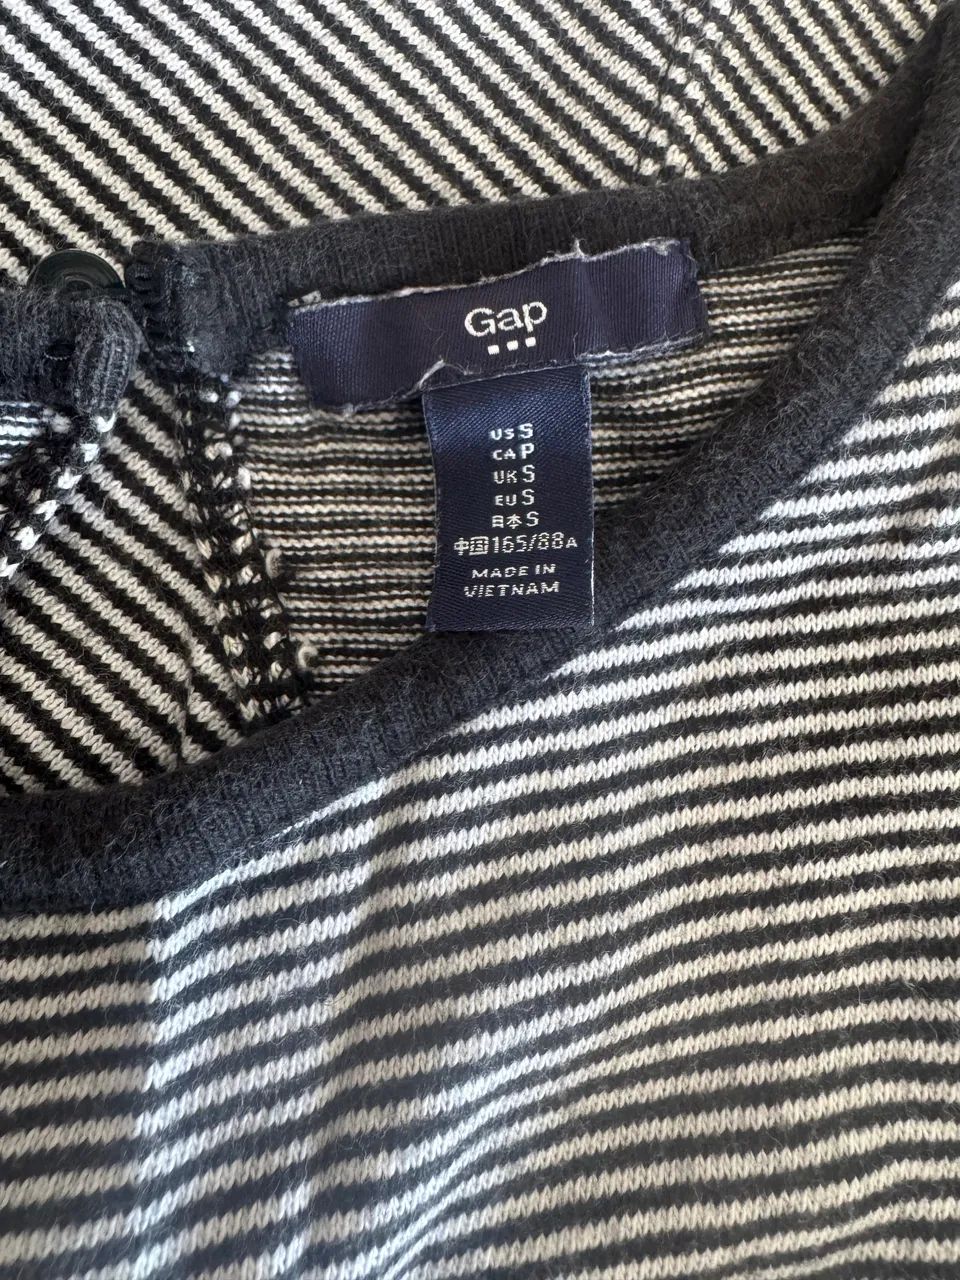 Gap
US S
CA P
UK S
EU S
日本 S
中国 165/88A
MADE IN
VIETNAM